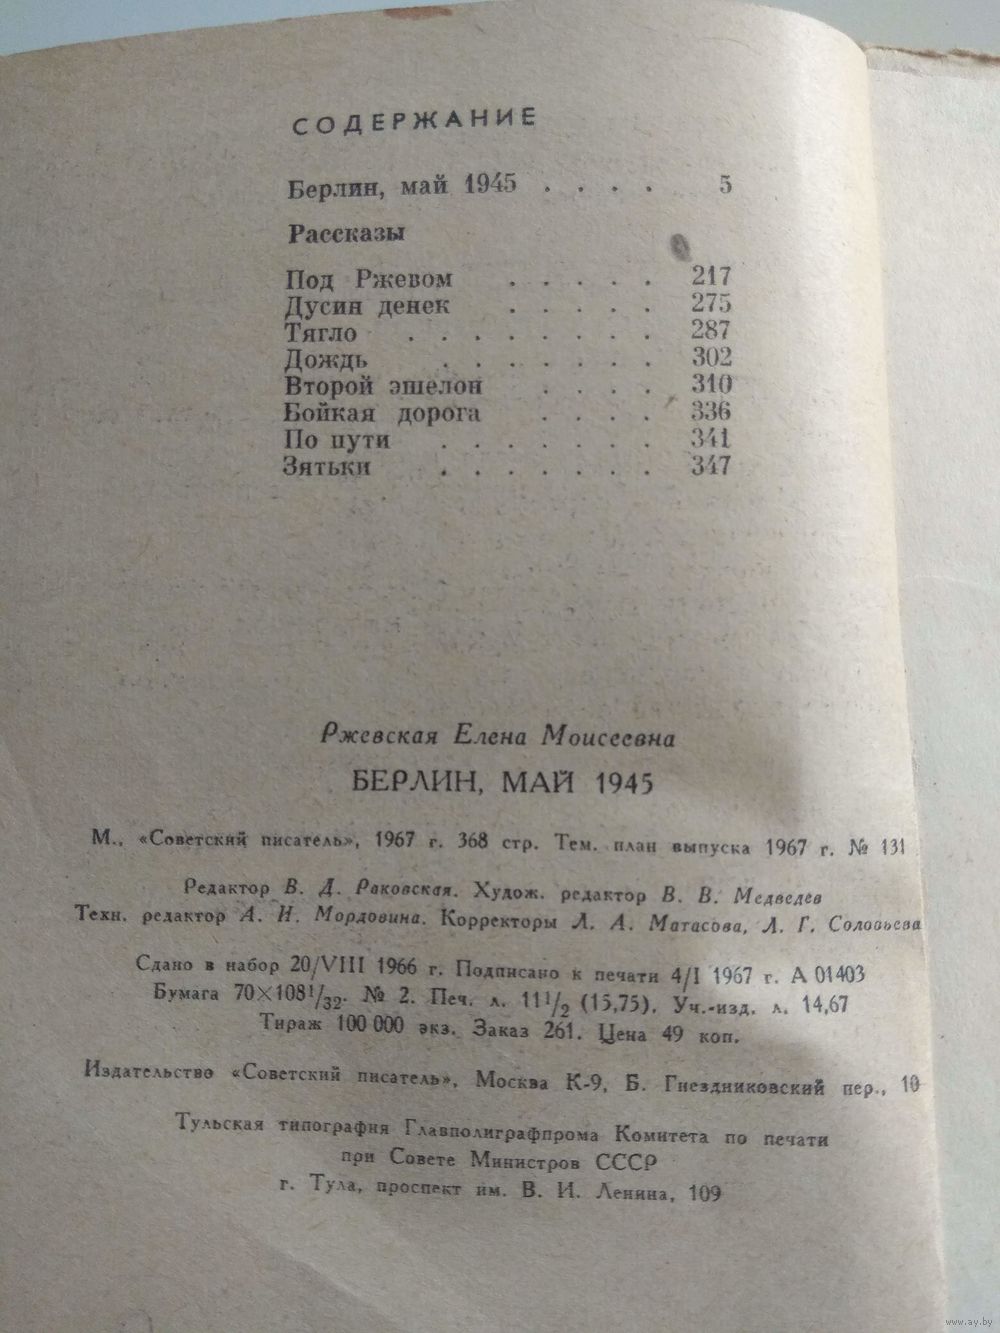 СОДЕРЖАНИЕ
Берлин, май 1945 . . . . 5
Рассказы
Под Ржевом . . . . . 217
Дусин денек . . . . . 275
Тягло . . . . . . . . 287
Дождь . . . . . . . 302
Второй эшелон . . . . 310
Бойкая дорога . . . . 336
По пути . . . . . . . 341
Зятьки . . . . . . . 347
Ржевская Елена Моисеевна
БЕРЛИН, МАЙ 1945
М., «Советский писатель», 1967 г. 368 стр. Тем. план выпуска 1967 г. № 131
Редактор В. Д. Раковская. Худож. редактор В. В. Медведев
Техн. редактор А. И. Мордовина. Корректоры Л. А. Матасова, Л. Г. Соловьева
Сдано в набор 20/VIII 1966 г. Подписано к печати 4/I 1967 г. А 01403
Бумага 70×108¹/₃₂. № 2. Печ. л. 11¹/₂ (15,75). Уч.-изд. л. 14,67
Тираж 100 000 экз. Заказ 261. Цена 49 коп.
Издательство «Советский писатель», Москва К-9, Б. Гнездниковский пер., 10
Тульская типография Главполиграфпрома Комитета по печати
при Совете Министров СССР
г. Тула, проспект им. В. И. Ленина, 109
www.ay.by